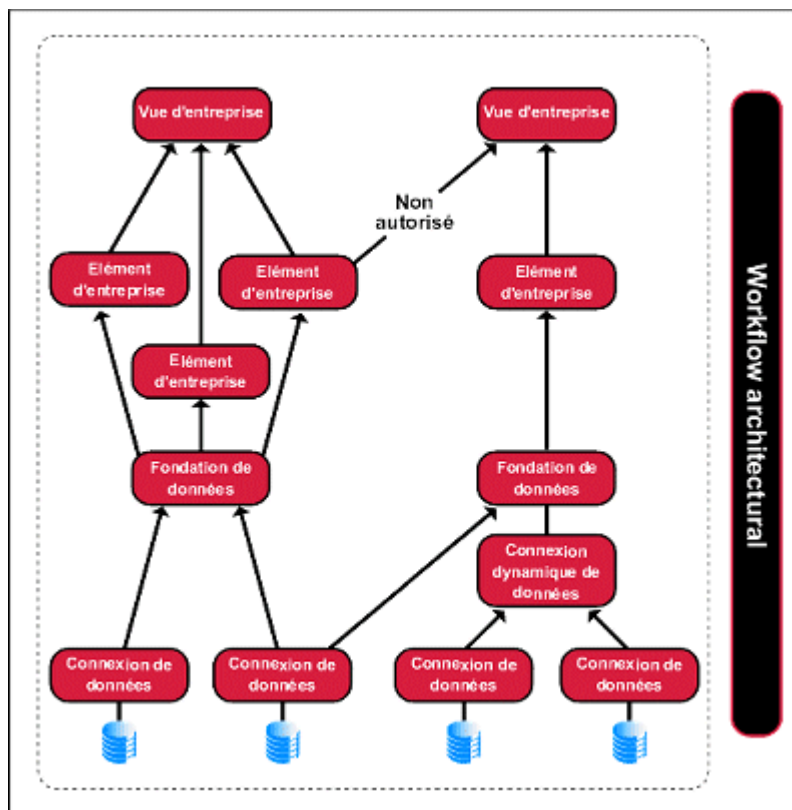 Vue d'entreprise
Vue d'entreprise
Non
autorisé
Elément
d'entreprise
Elément
d'entreprise
Elément
d'entreprise
Elément
d'entreprise
Fondation de
données
Fondation de
données
Connexion
dynamique de
données
Connexion de
données
Connexion de
données
Connexion de
données
Connexion de
données
Workflow architectural